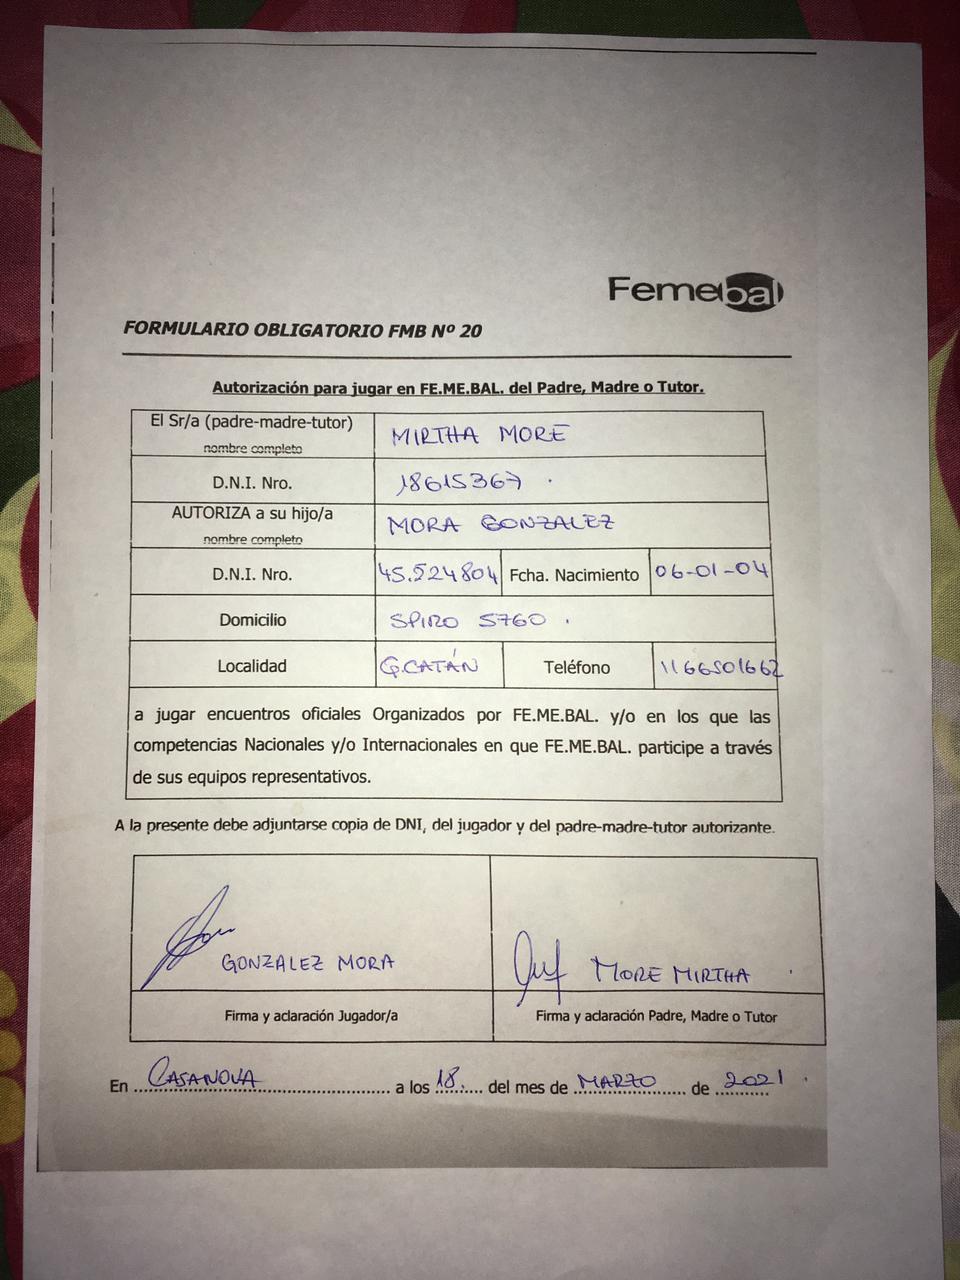 Femebal
FORMULARIO OBLIGATORIO FMB Nº 20
Autorización para jugar en FE.ME.BAL. del Padre, Madre o Tutor.
El Sr/a (padre-madre-tutor) MIRTHA MORE
nombre completo
D.N.I. Nro. 18615367 .
AUTORIZA a su hijo/a MORA GONZALEZ
nombre completo
D.N.I. Nro. 45.524804 Fcha. Nacimiento 06-01-04
Domicilio SPIRO 5760 .
Localidad G.CATÁN Teléfono 1166501662
a jugar encuentros oficiales Organizados por FE.ME.BAL. y/o en los que las
competencias Nacionales y/o Internacionales en que FE.ME.BAL. participe a través
de sus equipos representativos.
A la presente debe adjuntarse copia de DNI, del jugador y del padre-madre-tutor autorizante.
GONZALEZ MORA MORE MIRTHA
Firma y aclaración Jugador/a Firma y aclaración Padre, Madre o Tutor
En CASANOVA a los 18 del mes de MARZO de 2021